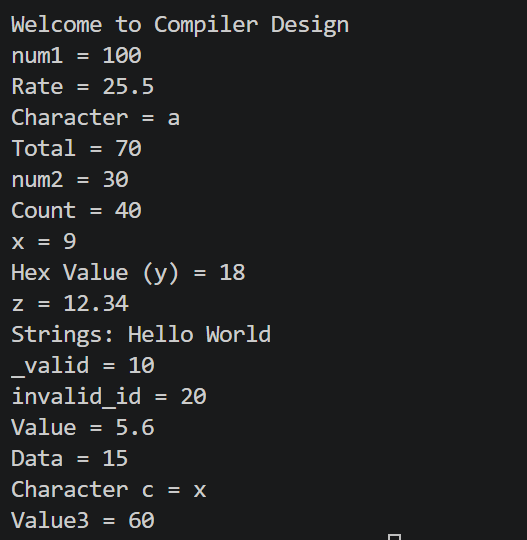 Welcome to Compiler Design
num1 = 100
Rate = 25.5
Character = a
Total = 70
num2 = 30
Count = 40
x = 9
Hex Value (y) = 18
z = 12.34
Strings: Hello World
_valid = 10
invalid_id = 20
Value = 5.6
Data = 15
Character c = x
Value3 = 60